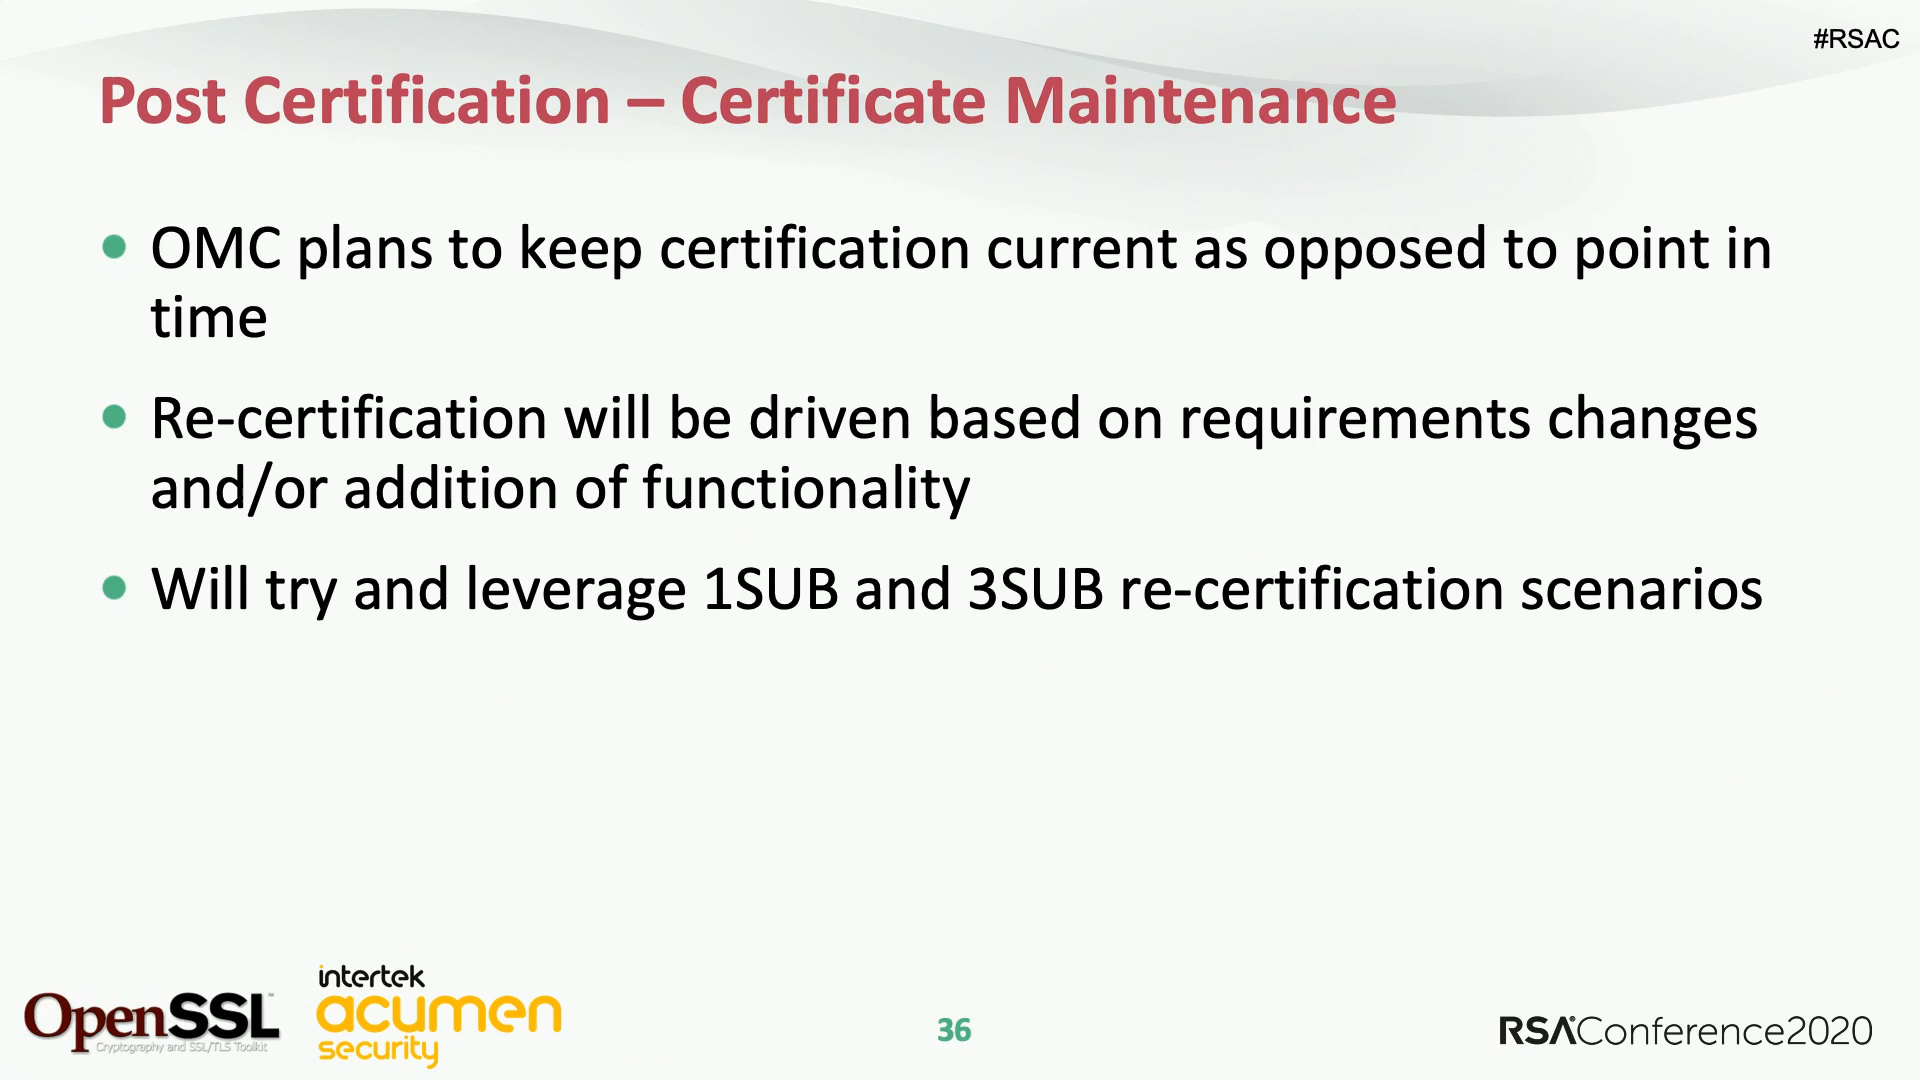 #RSAC
Post Certification – Certificate Maintenance
• OMC plans to keep certification current as opposed to point in
time
• Re-certification will be driven based on requirements changes
and/or addition of functionality
• Will try and leverage 1SUB and 3SUB re-certification scenarios
OpenSSL™
Cryptography and SSL/TLS Toolkit
intertek
acumen
security
36
RSAConference2020